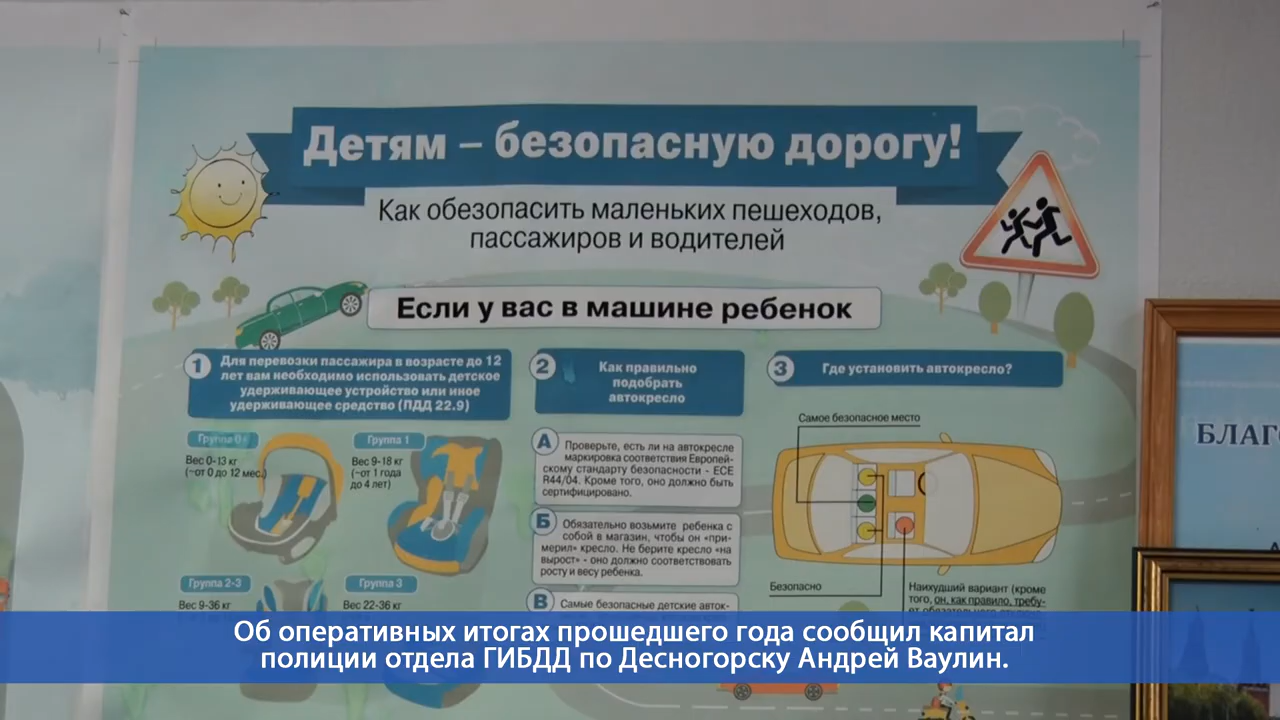 Детям – безопасную дорогу!
Как обезопасить маленьких пешеходов,
пассажиров и водителей
Если у вас в машине ребенок
1
Для перевозки пассажира в возрасте до 12
лет вам необходимо использовать детское
удерживающее устройство или иное
удерживающее средство (ПДД 22.9)
Группа 0+
Вес 0-13 кг
(~от 0 до 12 мес.)
Группа 1
Вес 9-18 кг
(~от 1 года
до 4 лет)
Группа 2-3
Вес 9-36 кг
Группа 3
Вес 22-36 кг
2
Как правильно
подобрать
автокресло
А
Проверьте, есть ли на автокресле
маркировка соответствия Европей-
скому стандарту безопасности - ECE
R44/04. Кроме того, оно должно быть
сертифицировано.
Б
Обязательно возьмите ребенка с
собой в магазин, чтобы он «при-
мерил» кресло. Не берите кресло «на
вырост» - оно должно соответствовать
росту и весу ребенка.
В
Самые безопасные детские авток-
3
Где установить автокресло?
Самое безопасное место
Безопасно
Наихудший вариант (кроме
того, он, как правило, требу-
БЛАГ
Об оперативных итогах прошедшего года сообщил капитал
полиции отдела ГИБДД по Десногорску Андрей Ваулин.